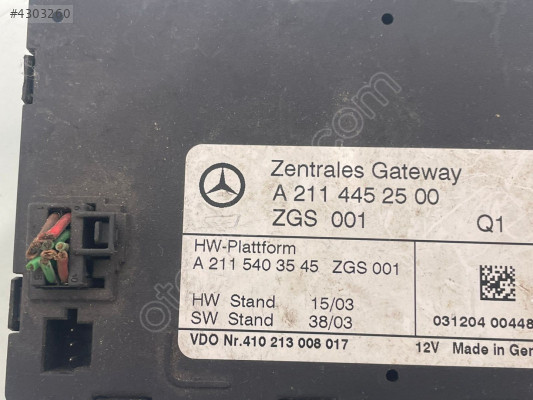 #4303260
Zentrales Gateway
A 211 445 25 00
ZGS 001 Q1
HW-Plattform
A 211 540 35 45 ZGS 001
HW Stand 15/03
SW Stand 38/03
031204 00448
VDO Nr.410 213 008 017 12V Made in Ger